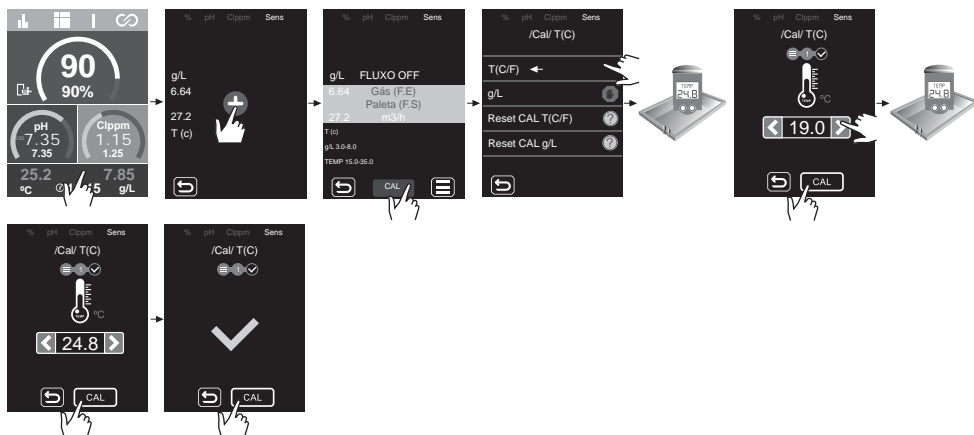 90
90%
pH
7.35
7.35
Clppm
1.15
1.25
25.2
7.85
ºC
g/L
% pH Clppm Sens
g/L
6.64
27.2
T (c)
% pH Clppm Sens
g/L FLUXO OFF
6.64 Gás (F.E)
Paleta (F.S)
27.2 m3/h
T (c)
g/L 3.0-8.0
TEMP 15.0-35.0
CAL
% pH Clppm Sens
/Cal/ T(C)
T(C/F)
g/L
Reset CAL T(C/F) ?
Reset CAL g/L ?
TEMP
24.8
% pH Clppm Sens
/Cal/ T(C)
1
TEMP
ºC
19.0
CAL
TEMP
24.8
% pH Clppm Sens
/Cal/ T(C)
1
TEMP
ºC
24.8
CAL
% pH Clppm Sens
/Cal/ T(C)
1
CAL